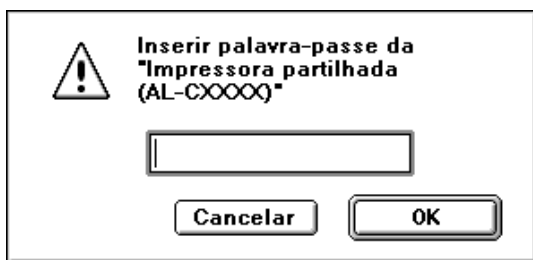 Inserir palavra-passe da
"Impressora partilhada
(AL-CXXXX)"
Cancelar
OK